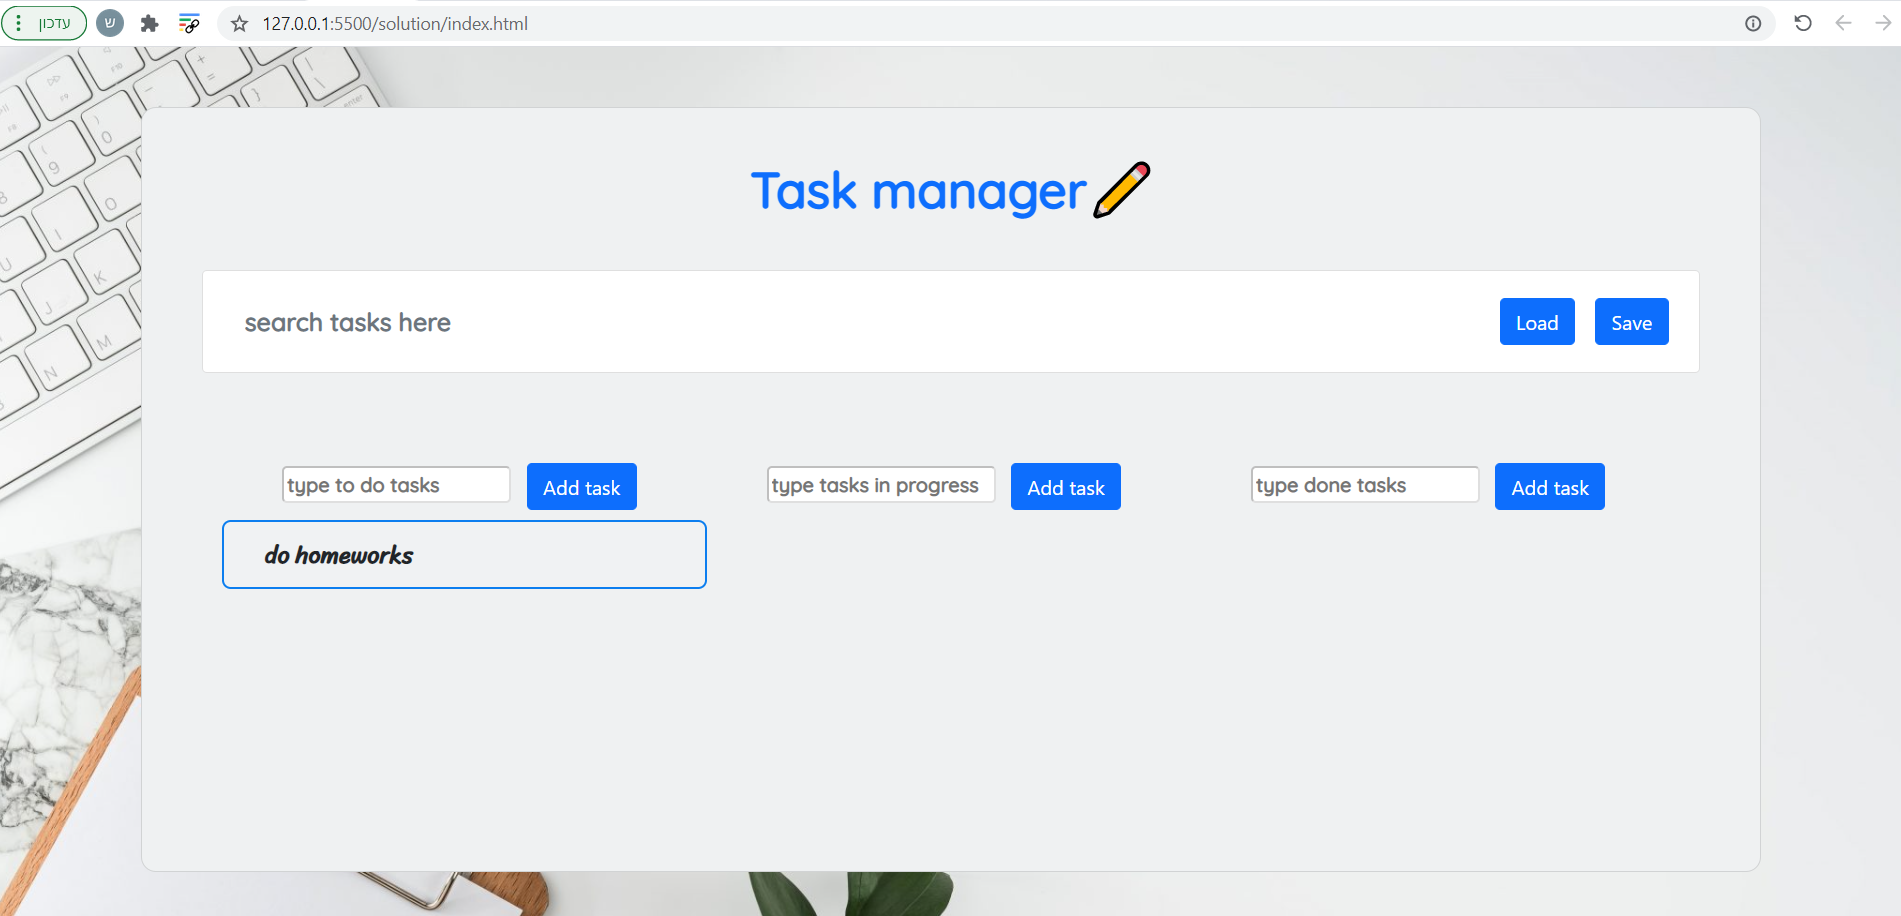 עדכון
ש
127.0.0.1:5500/solution/index.html
Task manager
search tasks here
Load
Save
type to do tasks
Add task
type tasks in progress
Add task
type done tasks
Add task
do homeworks
enter